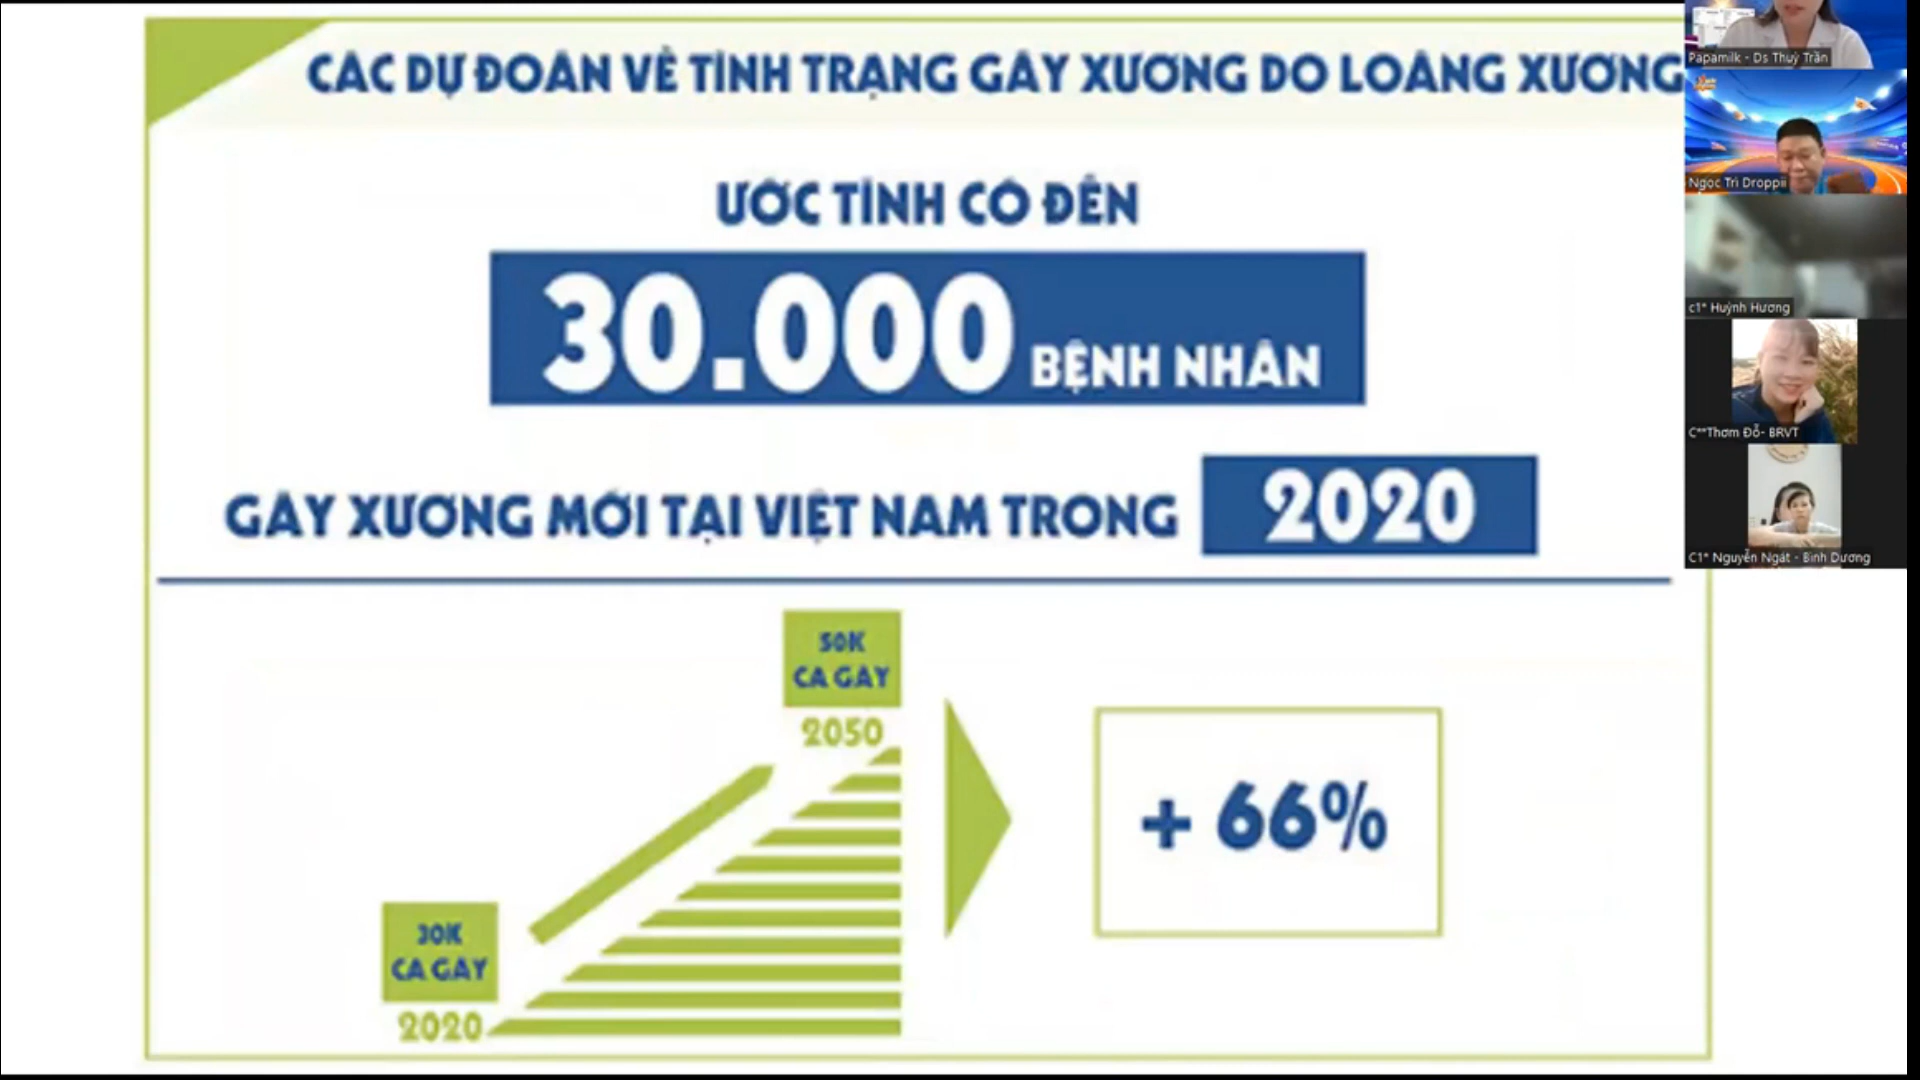 CÁC DỰ ĐOÁN VỀ TÌNH TRẠNG GÃY XƯƠNG DO LOÃNG XƯƠNG
ƯỚC TÍNH CÓ ĐẾN
30.000 BỆNH NHÂN
GÃY XƯƠNG MỚI TẠI VIỆT NAM TRONG 2020
50K
CA GÃY
2050
+ 66%
30K
CA GÃY
2020
Papamilk - Ds Thuỳ Trần
Ngọc Trì Droppii
c1* Huỳnh Hương
C**Thơm Đỗ- BRVT
C1* Nguyễn Ngát - Bình Dương